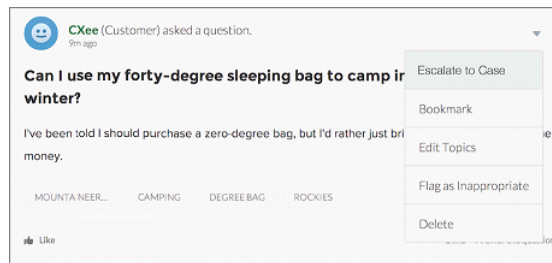 CXee (Customer) asked a question.
9m ago
Can I use my forty-degree sleeping bag to camp in
winter?
I've been told I should purchase a zero-degree bag, but I'd rather just bri
money.
MOUNTA NEER... CAMPING DEGREE BAG ROCKIES
Like
Escalate to Case
Bookmark
Edit Topics
Flag as Inappropriate
Delete